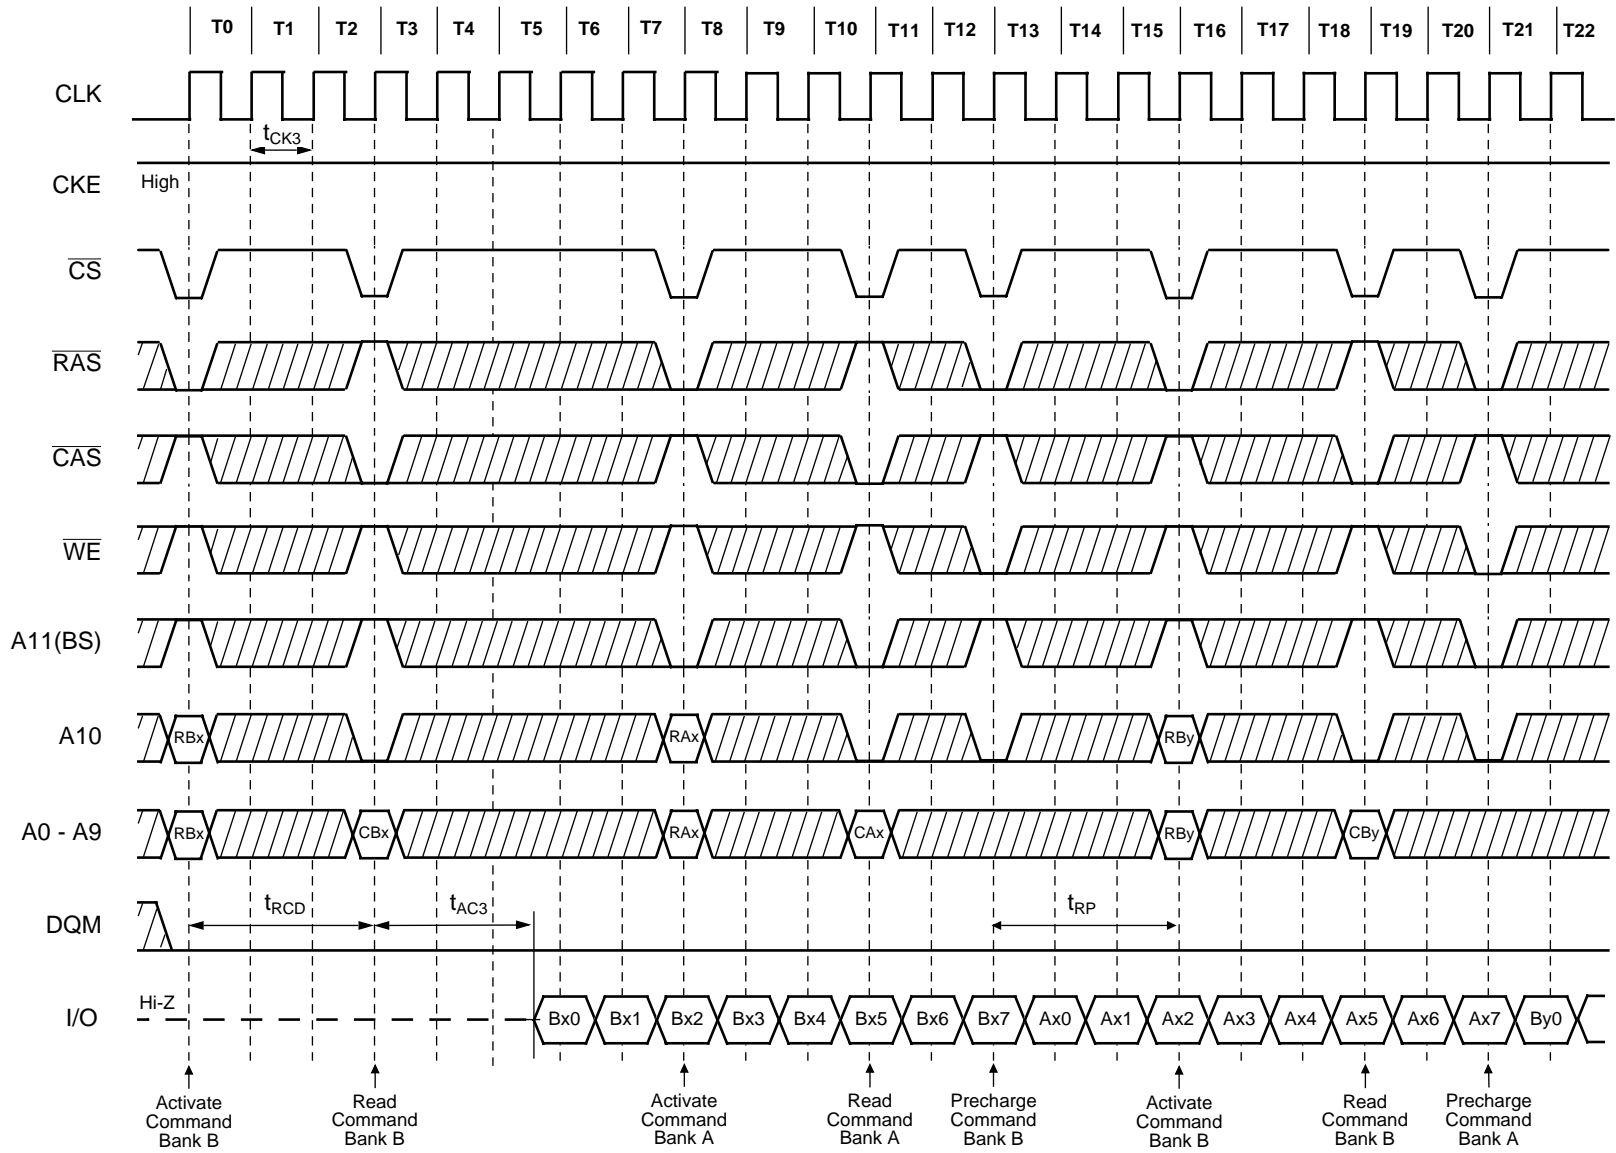 T0 T1 T2 T3 T4 T5 T6 T7 T8 T9 T10 T11 T12 T13 T14 T15 T16 T17 T18 T19 T20 T21 T22
CLK
tCK3
CKE
High
CS
RAS
CAS
WE
A11(BS)
A10
RBx RAx RBy
A0 - A9
RBx CBx RAx CAx RBy CBy
DQM
tRCD tAC3 tRP
I/O
Hi-Z
Bx0 Bx1 Bx2 Bx3 Bx4 Bx5 Bx6 Bx7 Ax0 Ax1 Ax2 Ax3 Ax4 Ax5 Ax6 Ax7 By0
Activate
Command
Bank B
Read
Command
Bank B
Activate
Command
Bank A
Read
Command
Bank A
Precharge
Command
Bank B
Activate
Command
Bank B
Read
Command
Bank B
Precharge
Command
Bank A